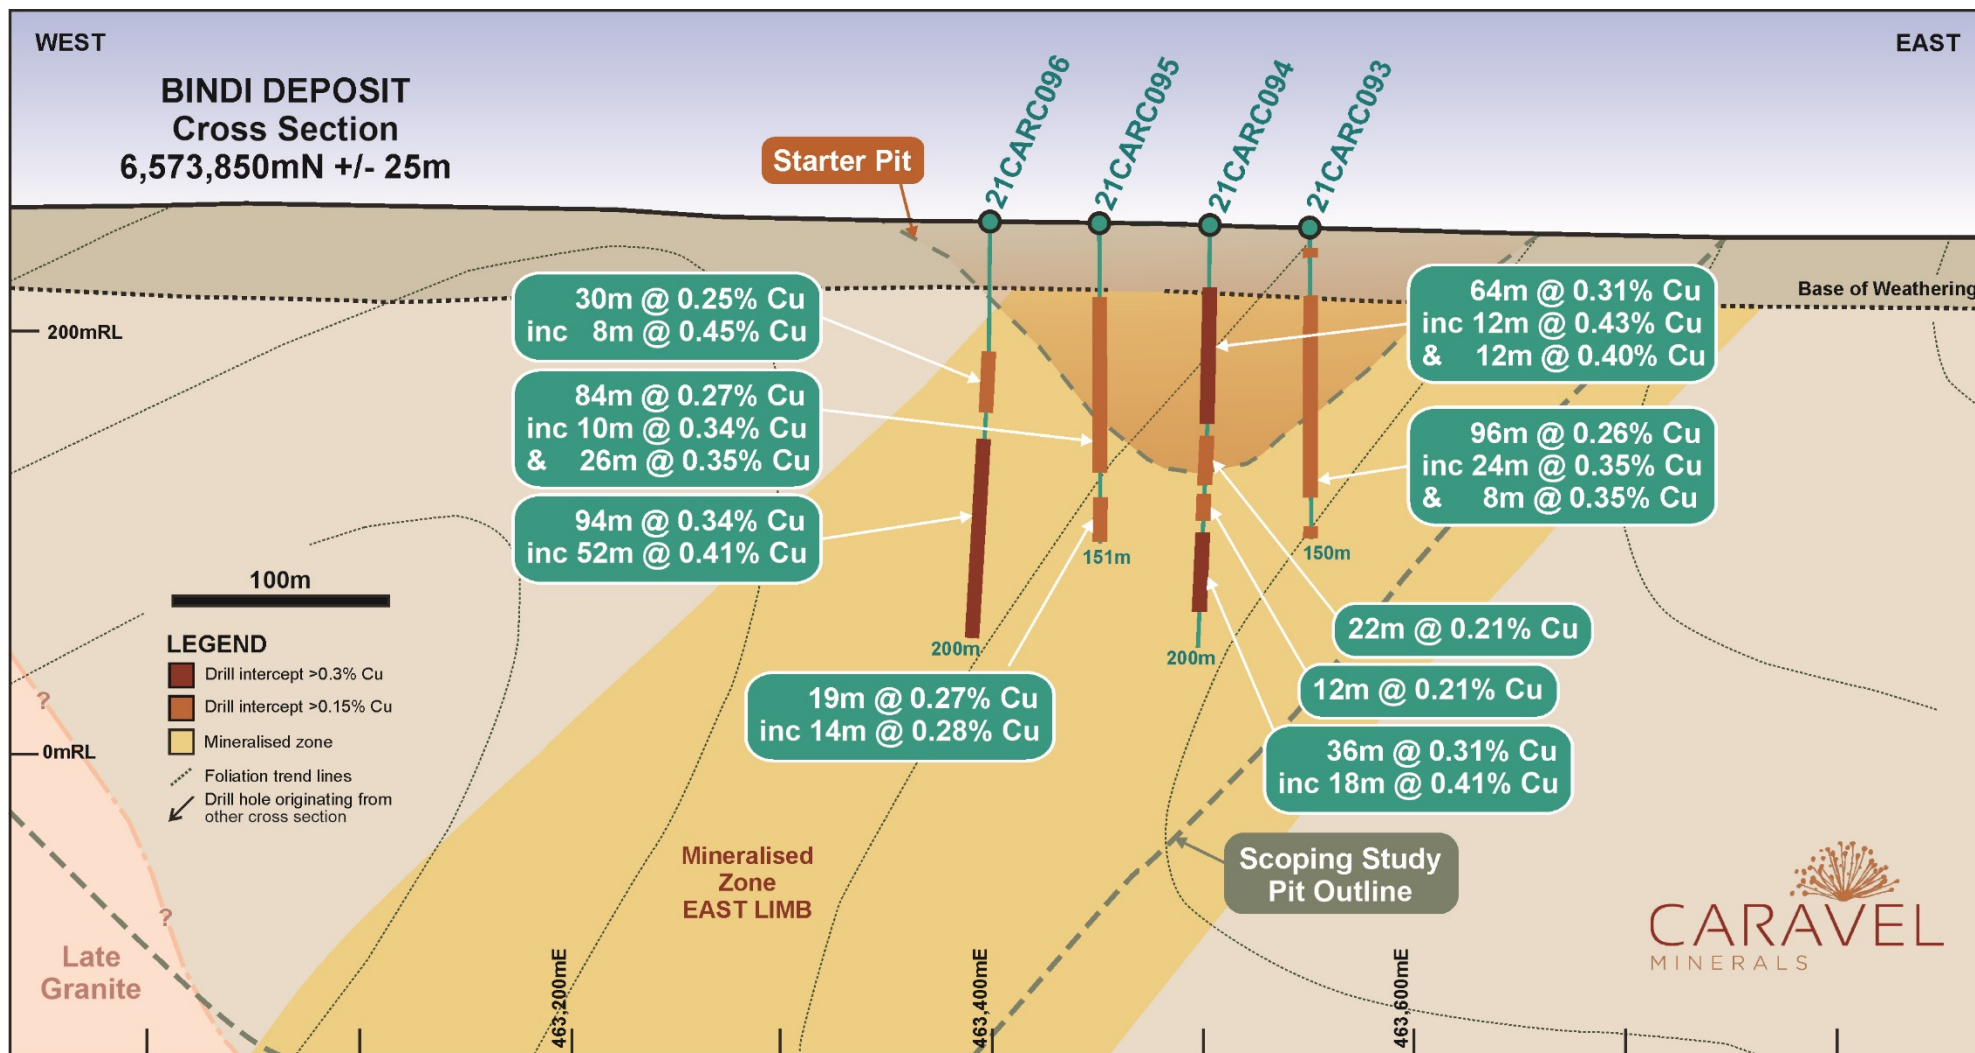 WEST
EAST
BINDI DEPOSIT
Cross Section
6,573,850mN +/- 25m
Starter Pit
21CARC096
21CARC095
21CARC094
21CARC093
Base of Weathering
200mRL
0mRL
30m @ 0.25% Cu
inc 8m @ 0.45% Cu
84m @ 0.27% Cu
inc 10m @ 0.34% Cu
& 26m @ 0.35% Cu
94m @ 0.34% Cu
inc 52m @ 0.41% Cu
64m @ 0.31% Cu
inc 12m @ 0.43% Cu
& 12m @ 0.40% Cu
96m @ 0.26% Cu
inc 24m @ 0.35% Cu
& 8m @ 0.35% Cu
151m
150m
200m
200m
22m @ 0.21% Cu
12m @ 0.21% Cu
19m @ 0.27% Cu
inc 14m @ 0.28% Cu
36m @ 0.31% Cu
inc 18m @ 0.41% Cu
100m
LEGEND
Drill intercept >0.3% Cu
Drill intercept >0.15% Cu
Mineralised zone
Foliation trend lines
Drill hole originating from
other cross section
?
?
Late
Granite
Mineralised
Zone
EAST LIMB
Scoping Study
Pit Outline
463,200mE
463,400mE
463,600mE
CARAVEL
MINERALS